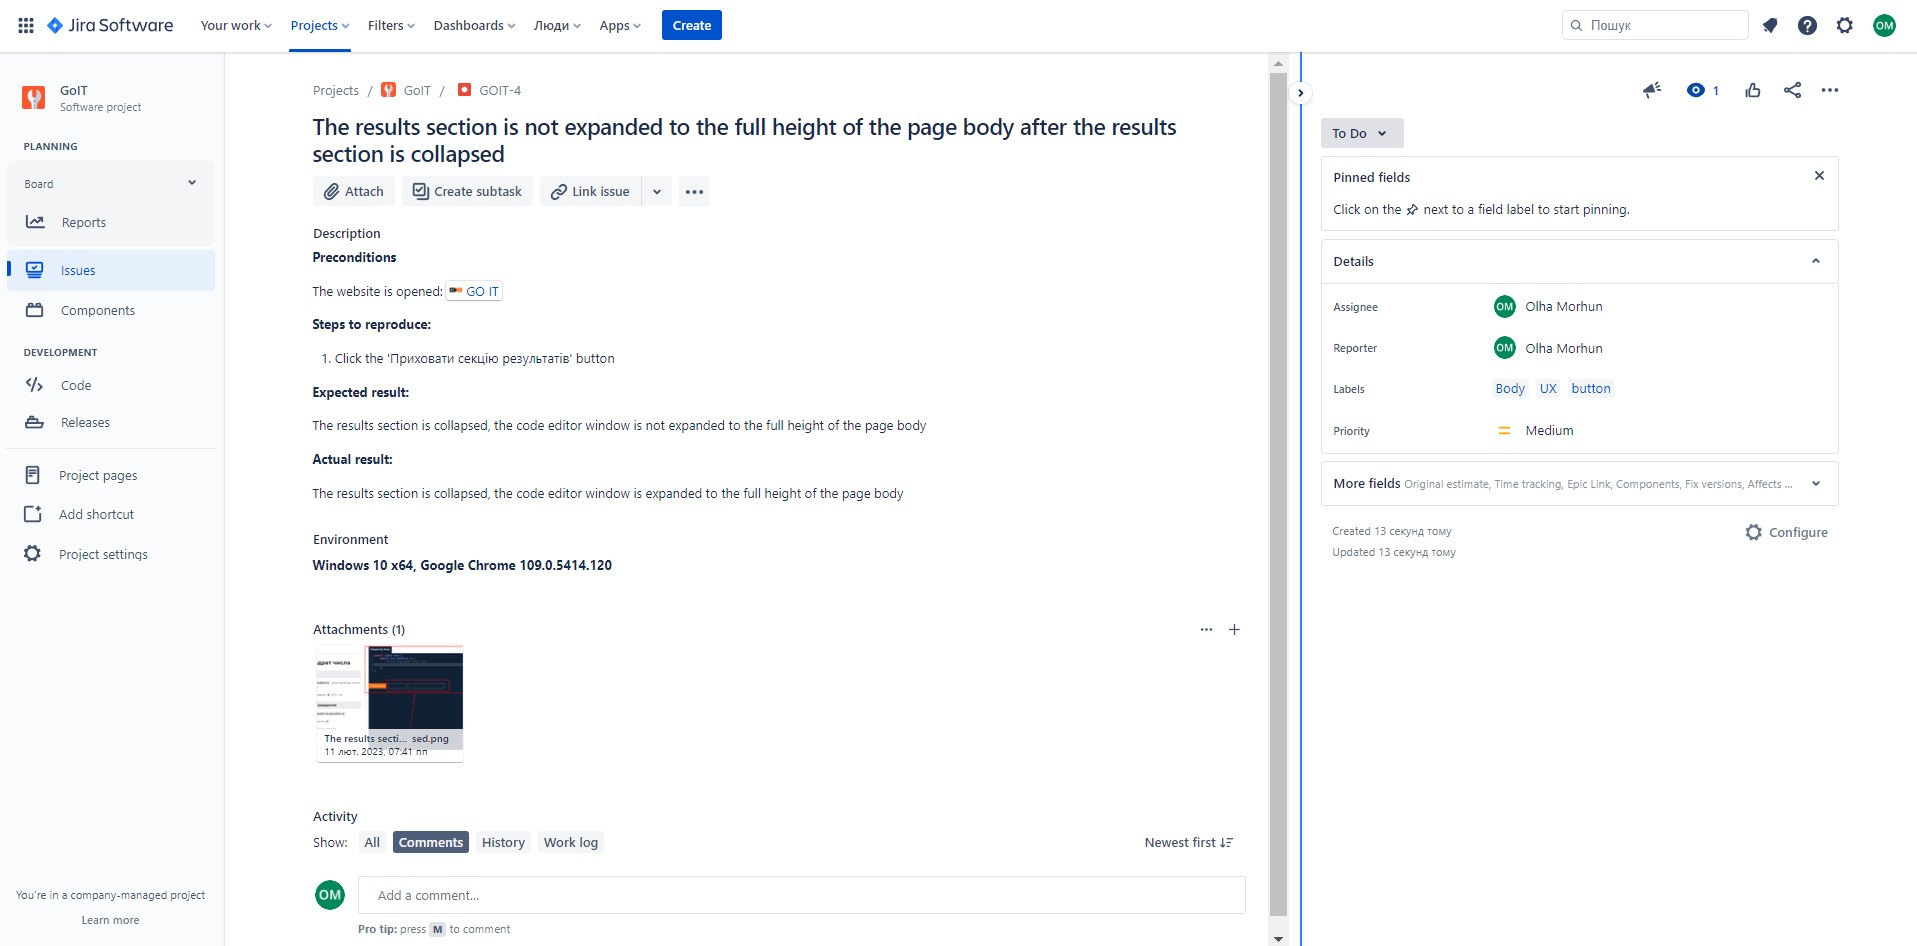 Jira Software
Your work
Projects
Filters
Dashboards
Люди
Apps
Create
Пошук
OM
GoIT
Software project
PLANNING
Board
Reports
Issues
Components
DEVELOPMENT
Code
Releases
Project pages
Add shortcut
Project settings
You're in a company-managed project
Learn more
Projects / GoIT / GOIT-4
The results section is not expanded to the full height of the page body after the results
section is collapsed
Attach
Create subtask
Link issue
Description
Preconditions
The website is opened: GO IT
Steps to reproduce:
1. Click the 'Приховати секцію результатів' button
Expected result:
The results section is collapsed, the code editor window is not expanded to the full height of the page body
Actual result:
The results section is collapsed, the code editor window is expanded to the full height of the page body
Environment
Windows 10 x64, Google Chrome 109.0.5414.120
Attachments (1)
драт числа
The results secti... sed.png
11 лют. 2023, 07:41 пп
Activity
Show: All Comments History Work log
Newest first
OM
Add a comment...
Pro tip: press M to comment
1
To Do
Pinned fields
Click on the next to a field label to start pinning.
Details
Assignee
OM Olha Morhun
Reporter
OM Olha Morhun
Labels
Body UX button
Priority
Medium
More fields Original estimate, Time tracking, Epic Link, Components, Fix versions, Affects ...
Created 13 секунд тому
Updated 13 секунд тому
Configure